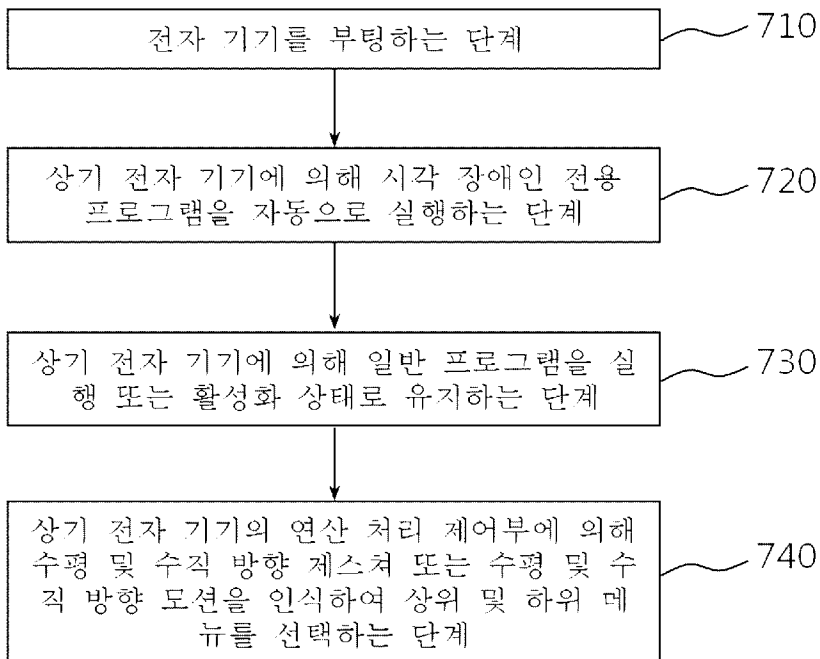 전자 기기를 부팅하는 단계
710
상기 전자 기기에 의해 시각 장애인 전용
프로그램을 자동으로 실행하는 단계
720
상기 전자 기기에 의해 일반 프로그램을 실
행 또는 활성화 상태로 유지하는 단계
730
상기 전자 기기의 연산 처리 제어부에 의해
수평 및 수직 방향 제스쳐 또는 수평 및 수
직 방향 모션을 인식하여 상위 및 하위 메
뉴를 선택하는 단계
740